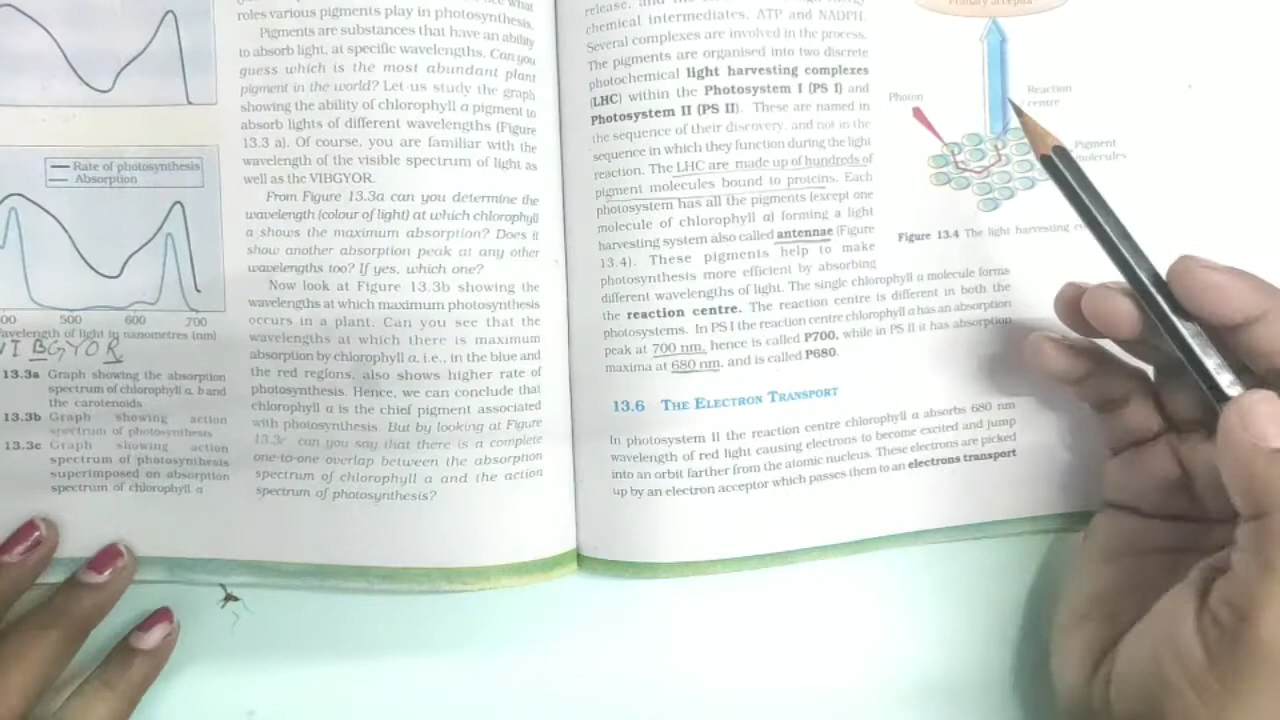 what
roles various pigments play in photosynthesis.
Pigments are substances that have an ability
to absorb light, at specific wavelengths. Can you
guess which is the most abundant plant
pigment in the world? Let us study the graph
showing the ability of chlorophyll a pigment to
absorb lights of different wavelengths (Figure
13.3 a). Of course, you are familiar with the
wavelength of the visible spectrum of light as
well as the VIBGYOR.
From Figure 13.3a can you determine the
wavelength (colour of light) at which chlorophyll
a shows the maximum absorption? Does it
show another absorption peak at any other
wavelengths too? If yes, which one?
Now look at Figure 13.3b showing the
wavelengths at which maximum photosynthesis
occurs in a plant. Can you see that the
wavelengths at which there is maximum
absorption by chlorophyll a, i.e., in the blue and
the red regions, also shows higher rate of
photosynthesis. Hence, we can conclude that
chlorophyll a is the chief pigment associated
with photosynthesis. But by looking at Figure
13.3c can you say that there is a complete
one-to-one overlap between the absorption
spectrum of chlorophyll a and the action
spectrum of photosynthesis?
Rate of photosynthesis
Absorption
00 500 600 700
Wavelength of light in nanometres (nm)
VIBGYOR
13.3a Graph showing the absorption
spectrum of chlorophyll a, b and
the carotenoids
13.3b Graph showing action
spectrum of photosynthesis
13.3c Graph showing action
spectrum of photosynthesis
superimposed on absorption
spectrum of chlorophyll a
release, and the
chemical intermediates, ATP and NADPH.
Several complexes are involved in the process.
The pigments are organised into two discrete
photochemical light harvesting complexes
(LHC) within the Photosystem I (PS I) and
Photosystem II (PS II). These are named in
the sequence of their discovery, and not in the
sequence in which they function during the light
reaction. The LHC are made up of hundreds of
pigment molecules bound to proteins. Each
photosystem has all the pigments (except one
molecule of chlorophyll a) forming a light
harvesting system also called antennae (Figure
13.4). These pigments help to make
photosynthesis more efficient by absorbing
different wavelengths of light. The single chlorophyll a molecule forms
the reaction centre. The reaction centre is different in both the
photosystems. In PS I the reaction centre chlorophyll a has an absorption
peak at 700 nm, hence is called P700, while in PS II it has absorption
maxima at 680 nm, and is called P680.
13.6 THE ELECTRON TRANSPORT
In photosystem II the reaction centre chlorophyll a absorbs 680 nm
wavelength of red light causing electrons to become excited and jump
into an orbit farther from the atomic nucleus. These electrons are picked
up by an electron acceptor which passes them to an electrons transport
Primary
Photon
Reaction
centre
Pigment
molecules
Figure 13.4 The light harvesting